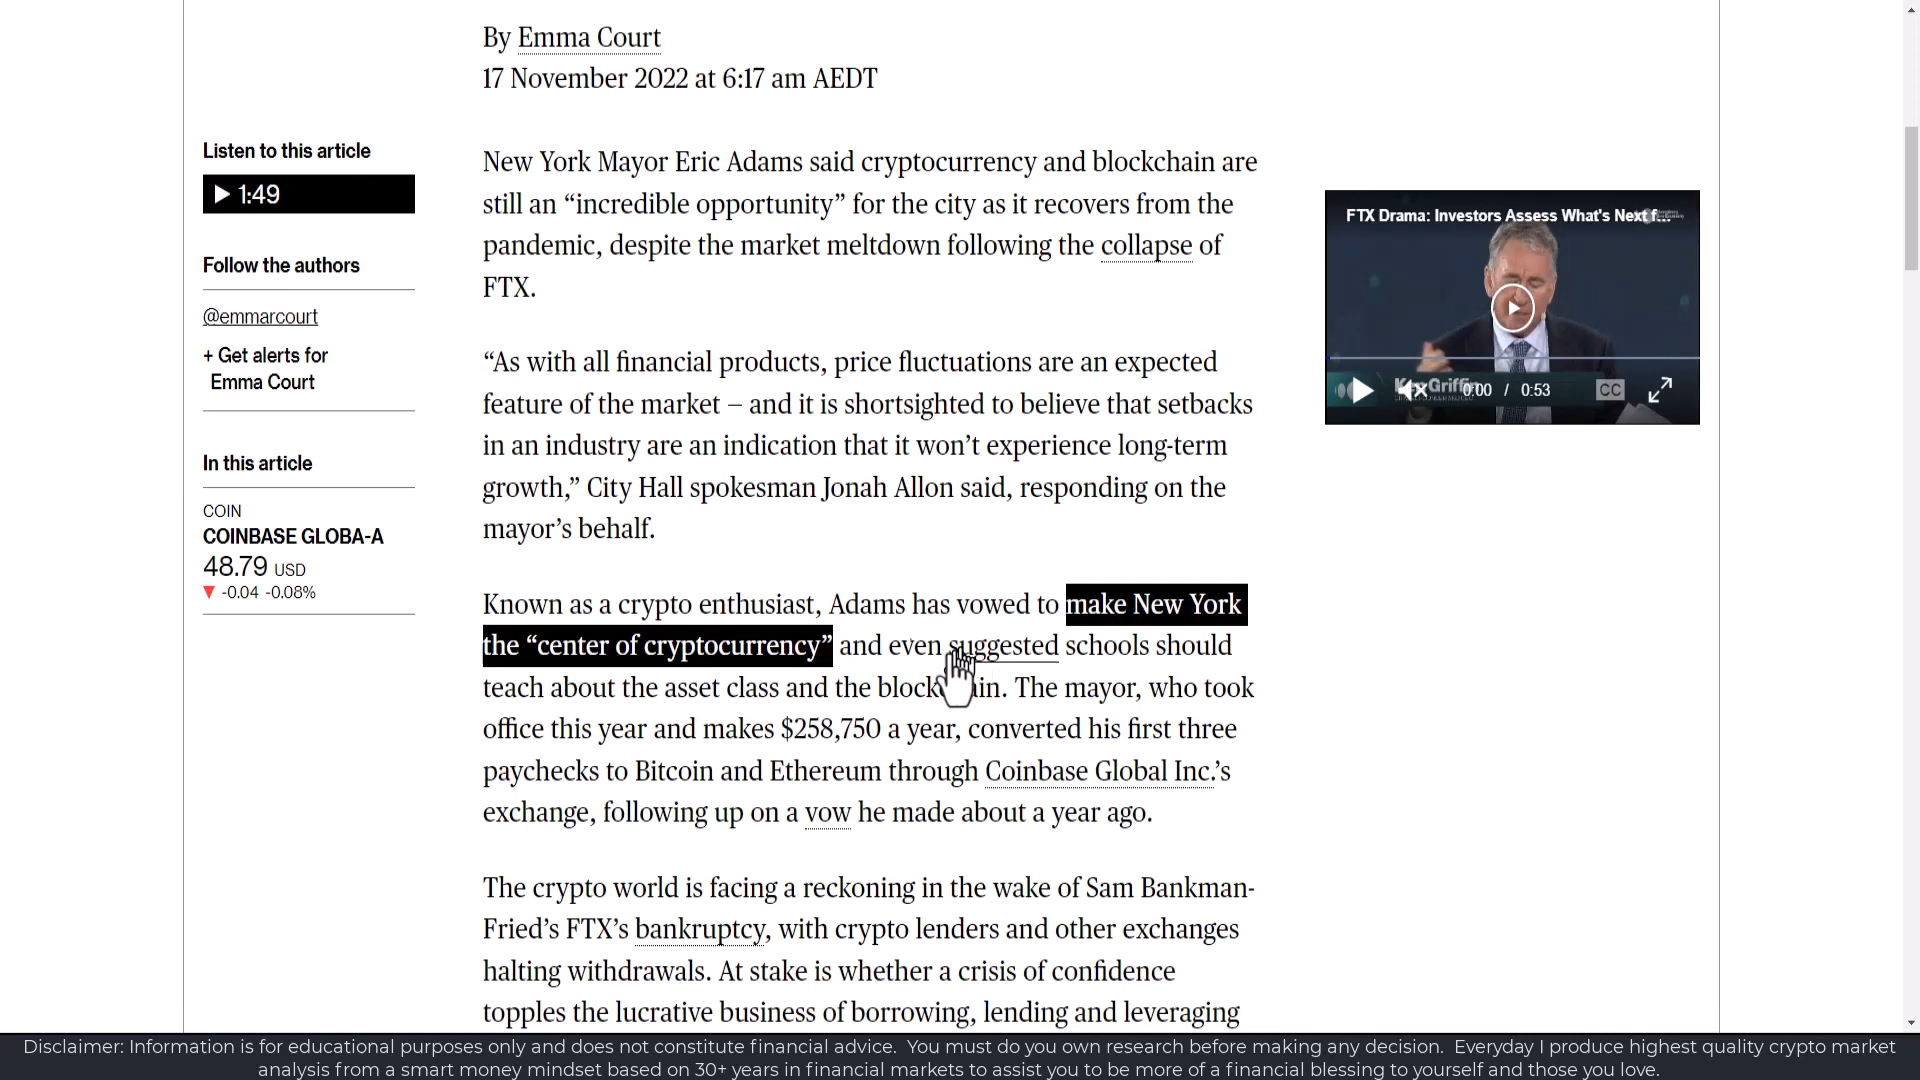 By Emma Court
17 November 2022 at 6:17 am AEDT
Listen to this article
1:49
Follow the authors
@emmarcourt
+ Get alerts for
Emma Court
In this article
COIN
COINBASE GLOBA-A
48.79 USD
-0.04 -0.08%
New York Mayor Eric Adams said cryptocurrency and blockchain are
still an “incredible opportunity” for the city as it recovers from the
pandemic, despite the market meltdown following the collapse of
FTX.
“As with all financial products, price fluctuations are an expected
feature of the market – and it is shortsighted to believe that setbacks
in an industry are an indication that it won’t experience long-term
growth,” City Hall spokesman Jonah Allon said, responding on the
mayor’s behalf.
Known as a crypto enthusiast, Adams has vowed to make New York
the “center of cryptocurrency” and even suggested schools should
teach about the asset class and the blockchain. The mayor, who took
office this year and makes $258,750 a year, converted his first three
paychecks to Bitcoin and Ethereum through Coinbase Global Inc.’s
exchange, following up on a vow he made about a year ago.
The crypto world is facing a reckoning in the wake of Sam Bankman-
Fried’s FTX’s bankruptcy, with crypto lenders and other exchanges
halting withdrawals. At stake is whether a crisis of confidence
topples the lucrative business of borrowing, lending and leveraging
FTX Drama: Investors Assess What's Next f...
Ken Griffin
0:00 / 0:53
CC
Disclaimer: Information is for educational purposes only and does not constitute financial advice. You must do you own research before making any decision. Everyday I produce highest quality crypto market
analysis from a smart money mindset based on 30+ years in financial markets to assist you to be more of a financial blessing to yourself and those you love.